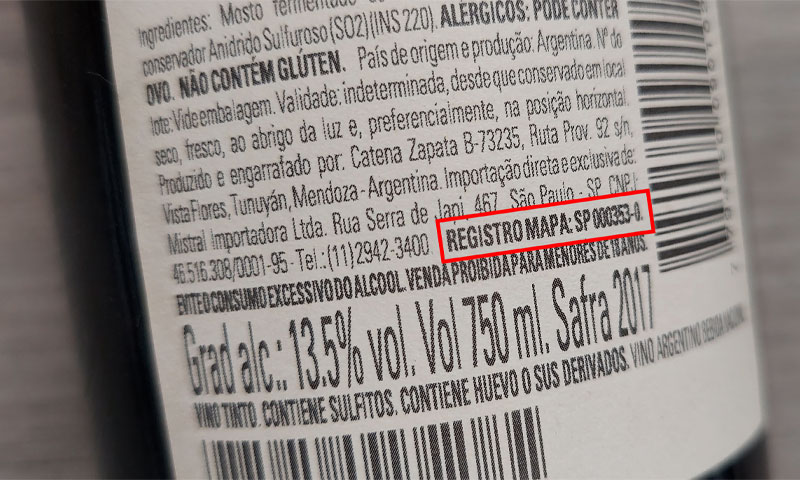 Ingredientes: Mosto fermentado
conservador Anidrido Sulfuroso(SO2)(INS 220). ALÉRGICOS: PODE CONTER
OVO. NÃO CONTÉM GLÚTEN. País de origem e produção: Argentina. Nº do
lote: Vide embalagem. Validade: indeterminada, desde que conservado em local
seco, fresco, ao abrigo da luz e, preferencialmente, na posição horizontal.
Produzido e engarrafado por: Catena Zapata B-73235, Ruta Prov. 92 s/n,
Vista Flores, Tunuyán, Mendoza - Argentina. Importação direta e exclusiva de:
Mistral Importadora Ltda. Rua Serra de Japi, 467 São Paulo - SP CNPJ:
46.516.308/0001-95 - Tel.: (11) 2942-3400 REGISTRO MAPA: SP 000353-0.
EVITE O CONSUMO EXCESSIVO DO ALCOOL. VENDA PROIBIDA PARA MENORES DE 18 ANOS.
Grad alc.: 13.5% vol. Vol 750 ml. Safra 2017
VINO TINTO. CONTIENE SULFITOS. CONTIENE HUEVO O SUS DERIVADOS. VINO ARGENTINO BEBIDA